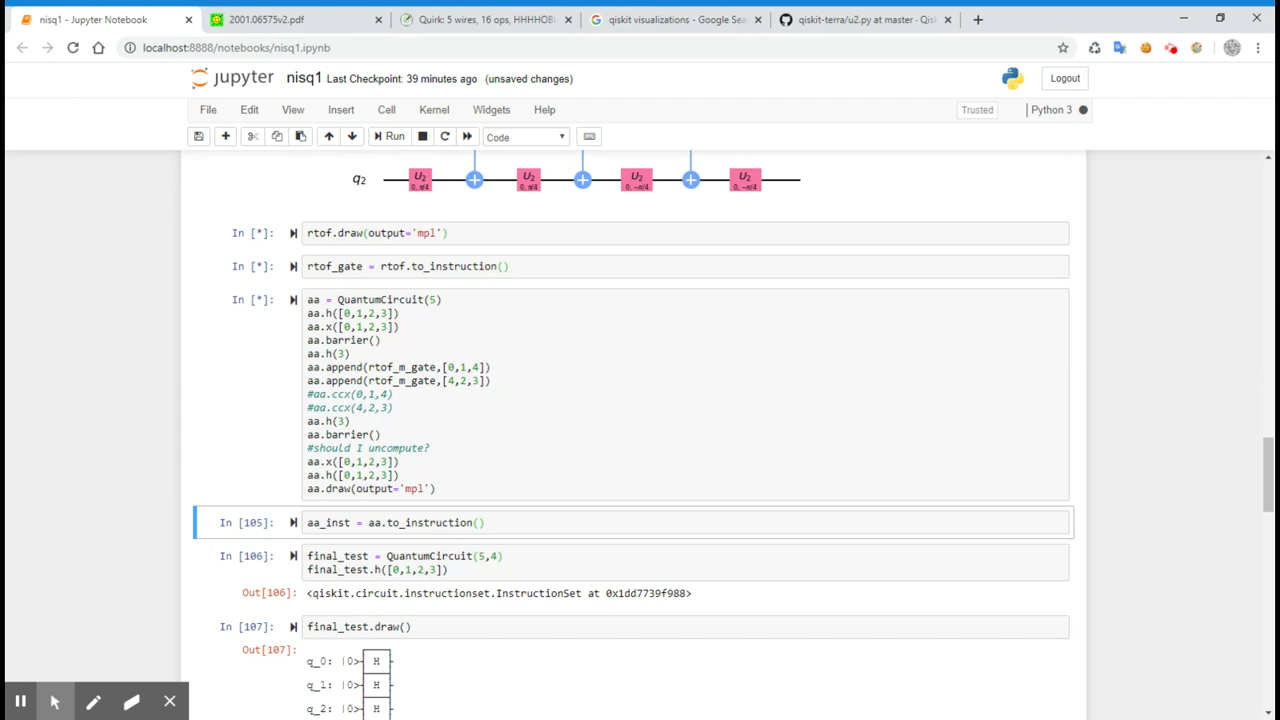 nisq1 - Jupyter Notebook
2001.06575v2.pdf
Quirk: 5 wires, 16 ops, HHHHOB
qiskit visualizations - Google Sea
qiskit-terra/u2.py at master · Qis
localhost:8888/notebooks/nisq1.ipynb
jupyter nisq1 Last Checkpoint: 39 minutes ago (unsaved changes)
Logout
File Edit View Insert Cell Kernel Widgets Help
Trusted Python 3
Run Code
q2 U2 0, π/4 U2 0, π/4 U2 0, −π/4 U2 0, −π/4
In [*]: rtof.draw(output='mpl')
In [*]: rtof_gate = rtof.to_instruction()
In [*]: aa = QuantumCircuit(5)
aa.h([0,1,2,3])
aa.x([0,1,2,3])
aa.barrier()
aa.h(3)
aa.append(rtof_m_gate,[0,1,4])
aa.append(rtof_m_gate,[4,2,3])
#aa.ccx(0,1,4)
#aa.ccx(4,2,3)
aa.h(3)
aa.barrier()
#should I uncompute?
aa.x([0,1,2,3])
aa.h([0,1,2,3])
aa.draw(output='mpl')
In [105]: aa_inst = aa.to_instruction()
In [106]: final_test = QuantumCircuit(5,4)
final_test.h([0,1,2,3])
Out[106]: <qiskit.circuit.instructionset.InstructionSet at 0x1dd7739f988>
In [107]: final_test.draw()
Out[107]:
q_0: |0> H
q_1: |0> H
q_2: |0> H